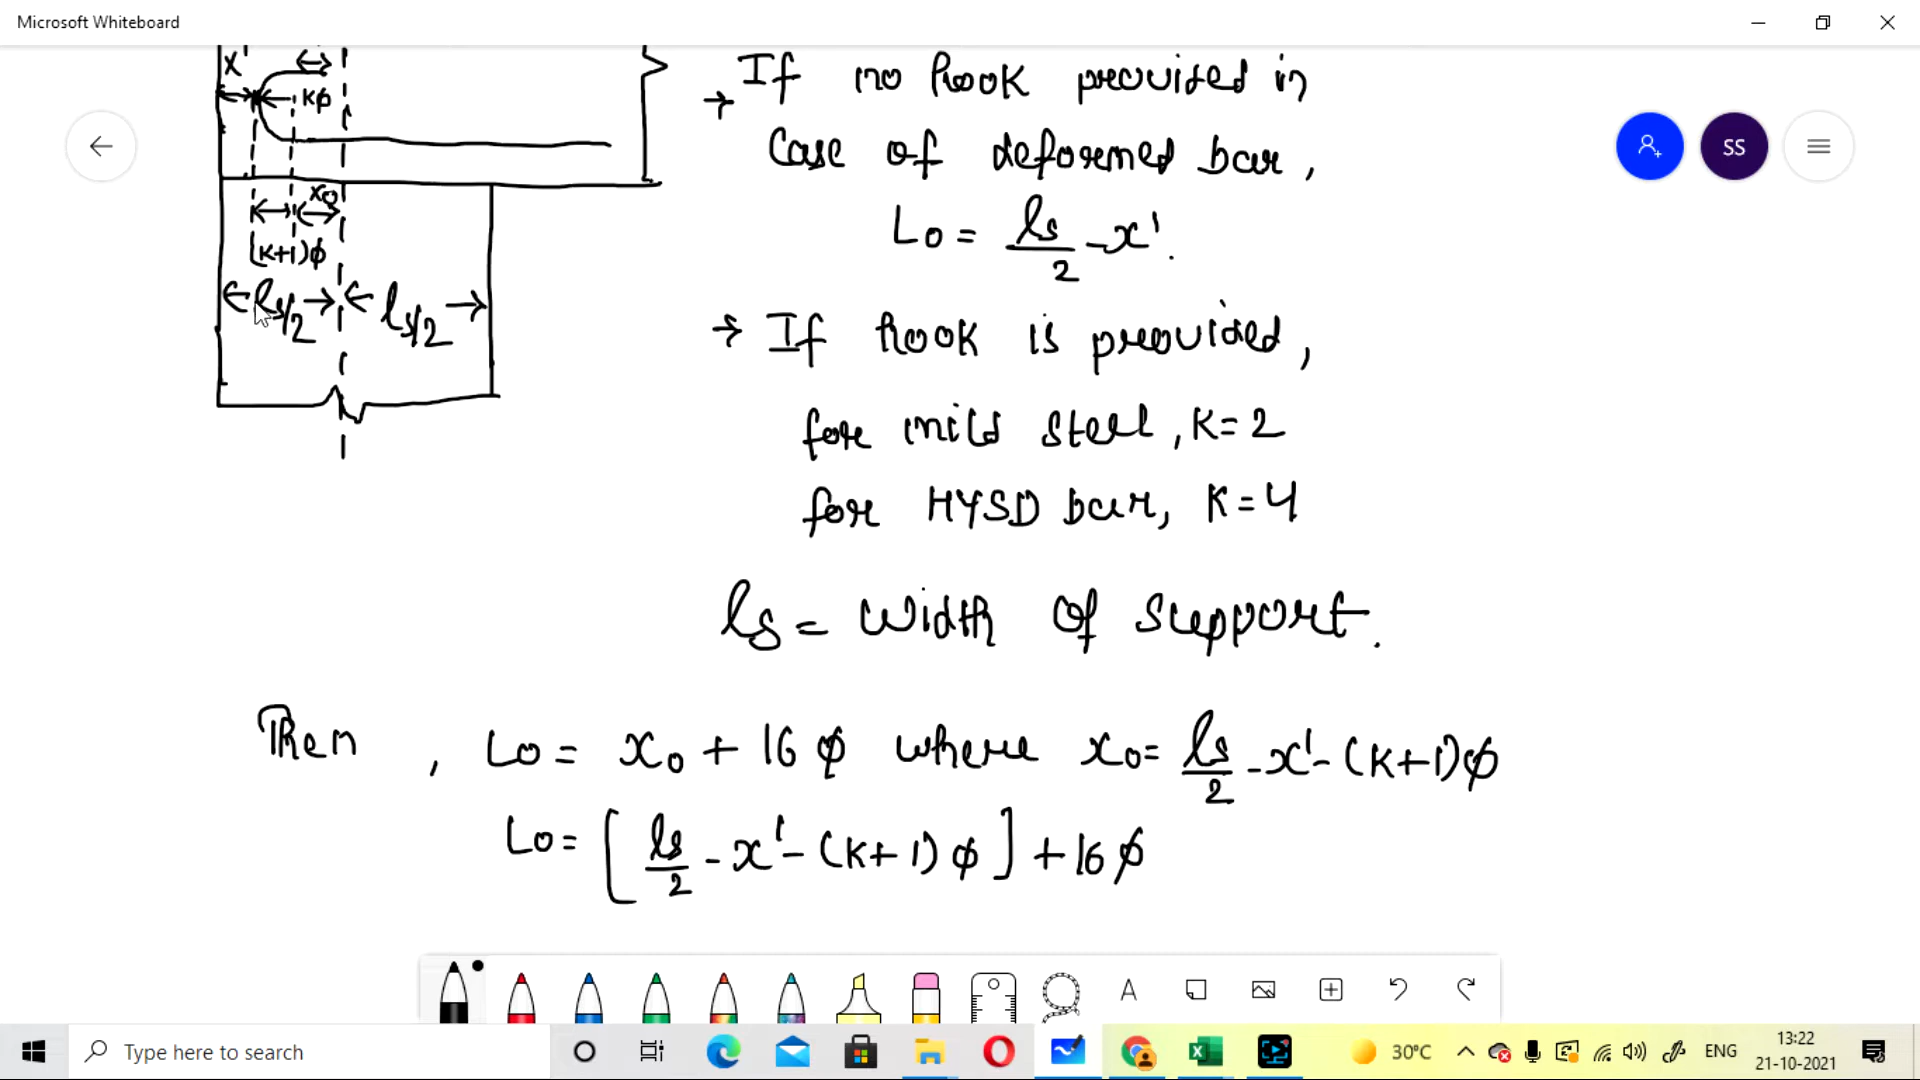 Microsoft Whiteboard
x'
kφ
x0
(k+1)φ
ls/2 ls/2
→ If no hook provided in
Case of deformed bar,
L0 = ls/2 - x'.
→ If hook is provided,
for mild steel, K=2
for HYSD bar, K=4
ls = Width of support.
Then, L0 = x0 + 16φ where x0 = ls/2 - x' - (K+1)φ
L0 = [ls/2 - x' - (K+1)φ] + 16φ
SS
A
Type here to search
30°C
ENG
13:22
21-10-2021